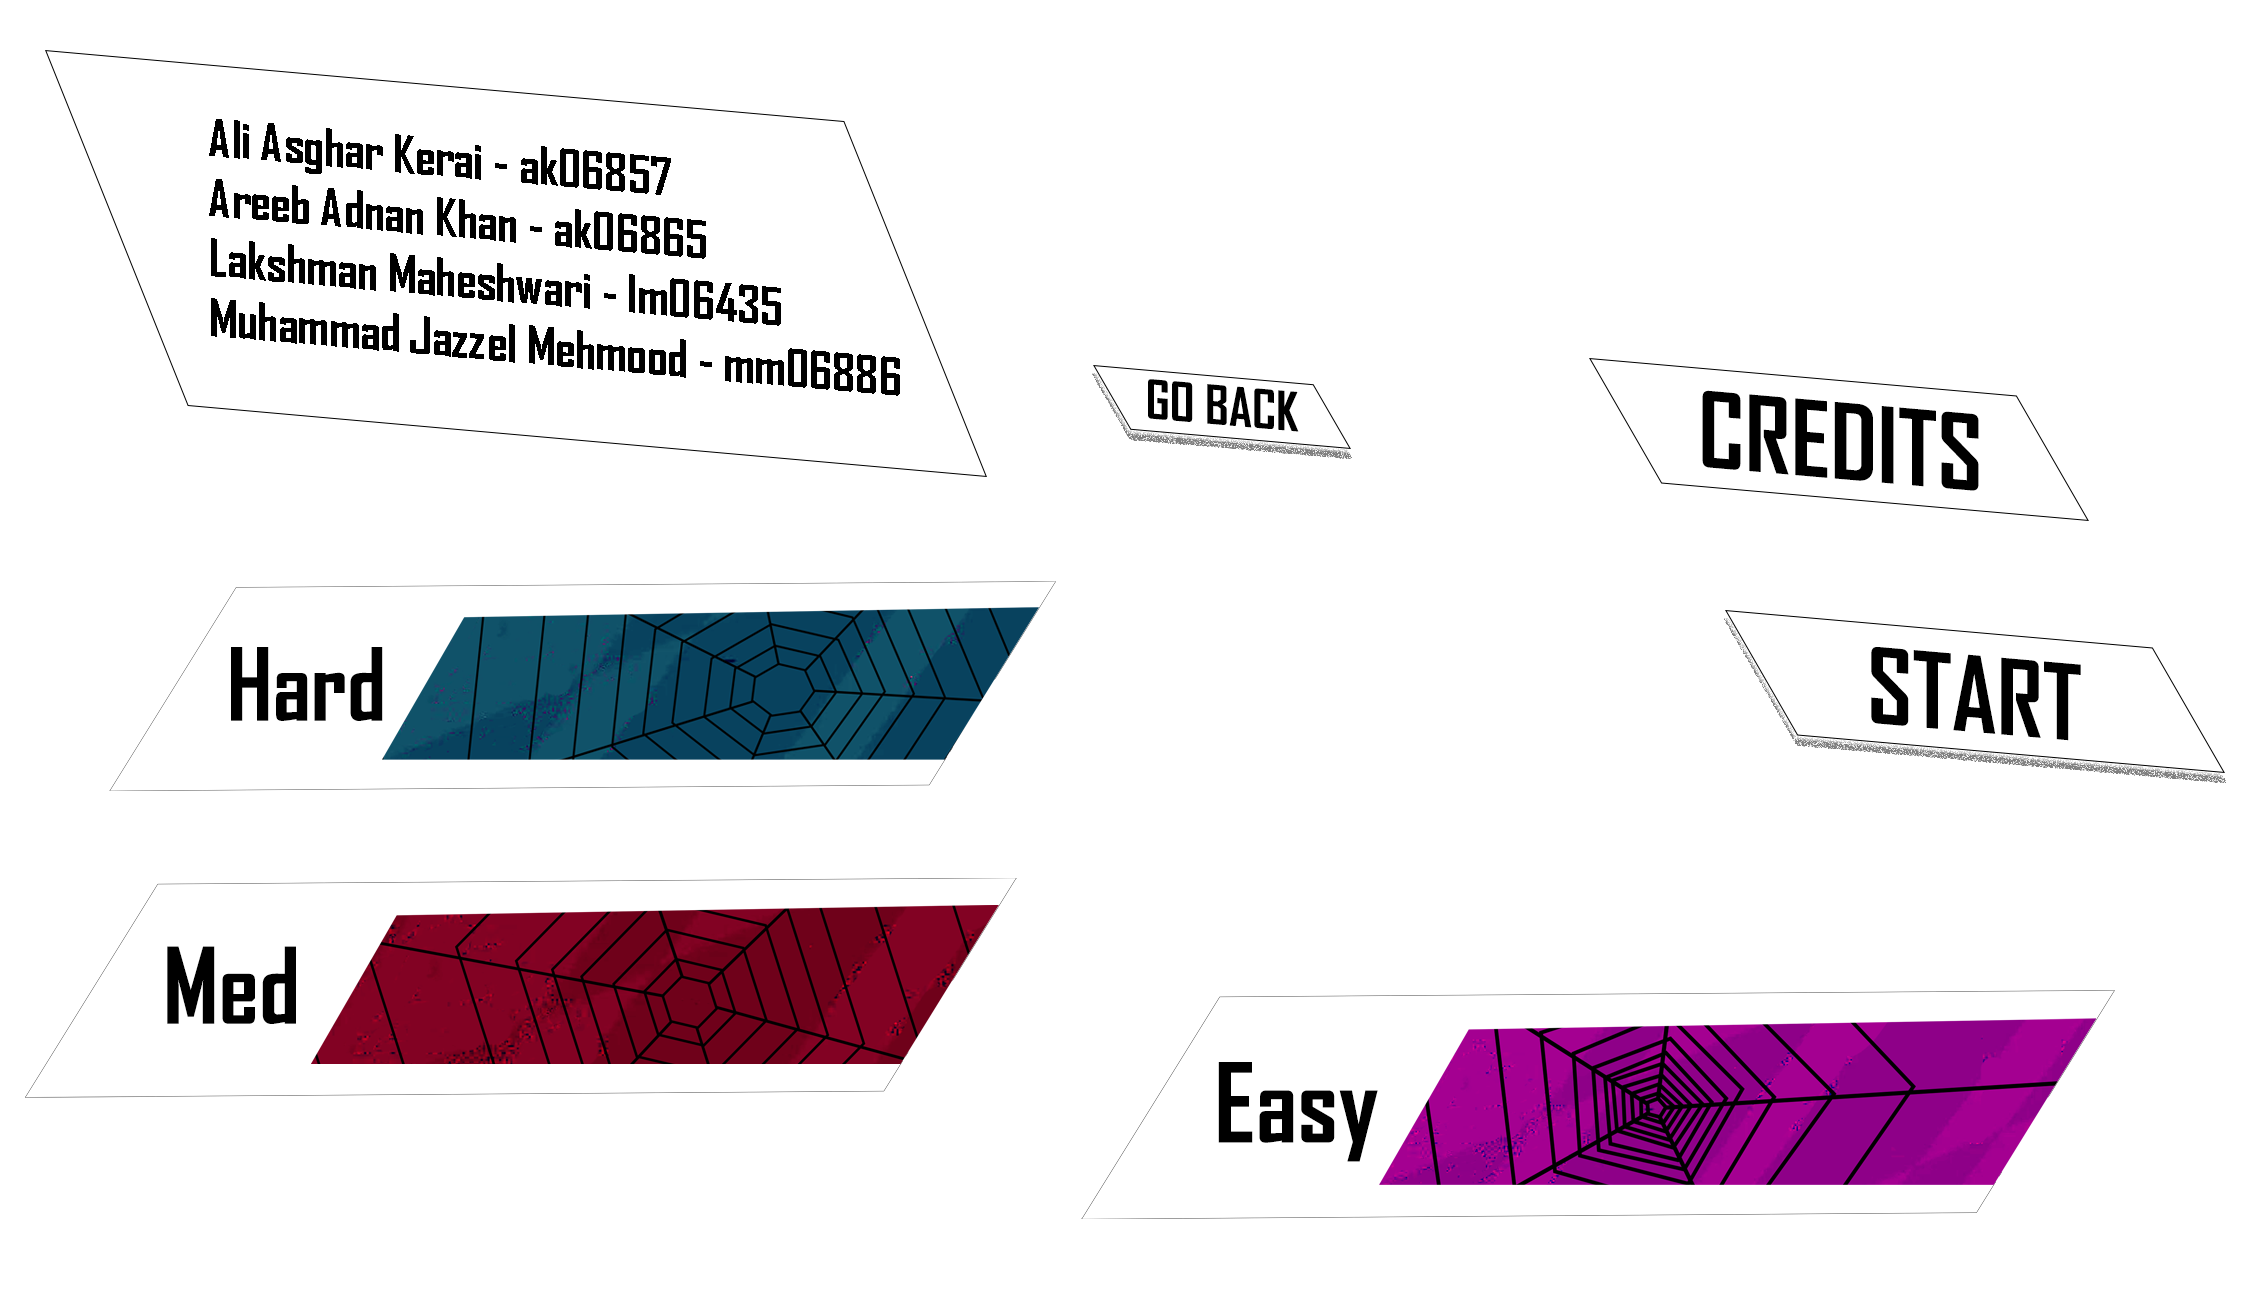 Ali Asghar Kerai - ak06857
Areeb Adnan Khan - ak06865
Lakshman Maheshwari - lm06435
Muhammad Jazzel Mehmood - mm06886
GO BACK
CREDITS
Hard
START
Med
Easy